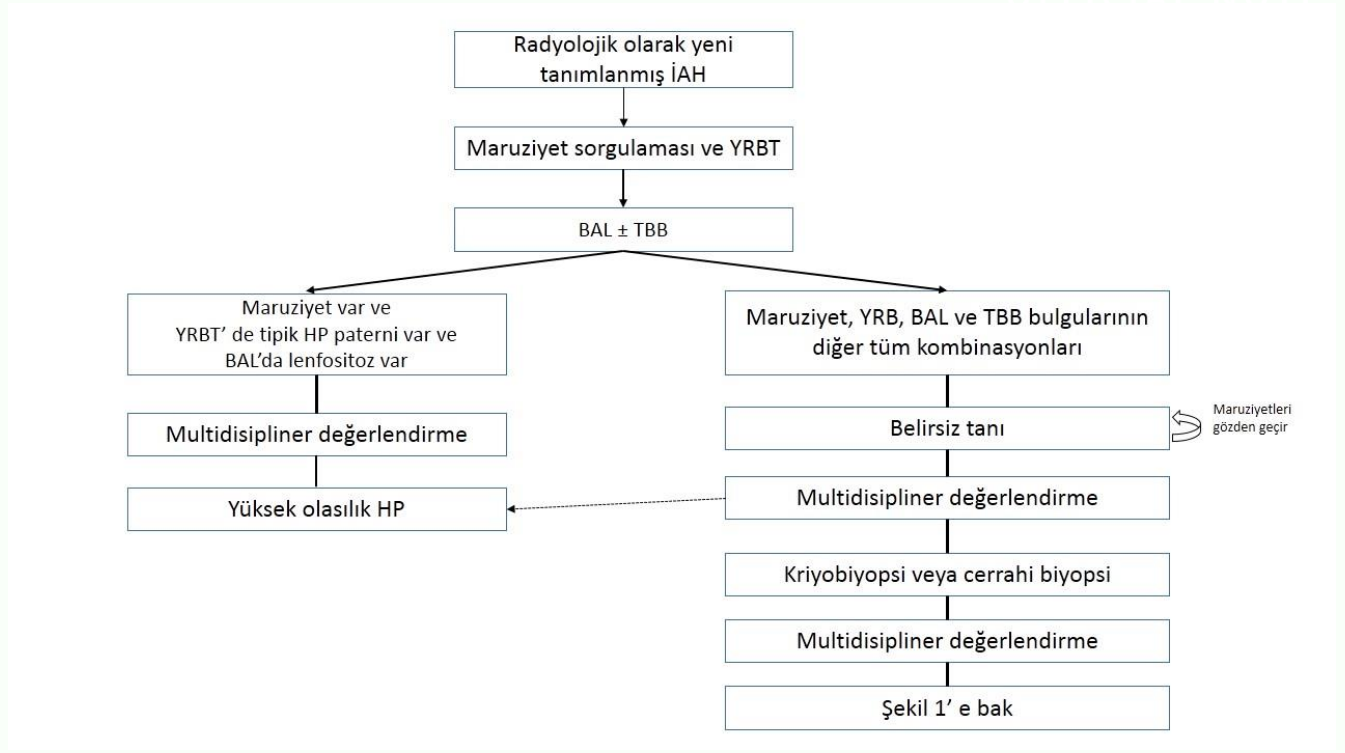 Radyolojik olarak yeni
tanımlanmış İAH
Maruziyet sorgulaması ve YRBT
BAL ± TBB
Maruziyet var ve
YRBT’ de tipik HP paterni var ve
BAL’da lenfositoz var
Multidisipliner değerlendirme
Yüksek olasılık HP
Maruziyet, YRB, BAL ve TBB bulgularının
diğer tüm kombinasyonları
Belirsiz tanı
Maruziyetleri
gözden geçir
Multidisipliner değerlendirme
Kriyobiyopsi veya cerrahi biyopsi
Multidisipliner değerlendirme
Şekil 1’ e bak